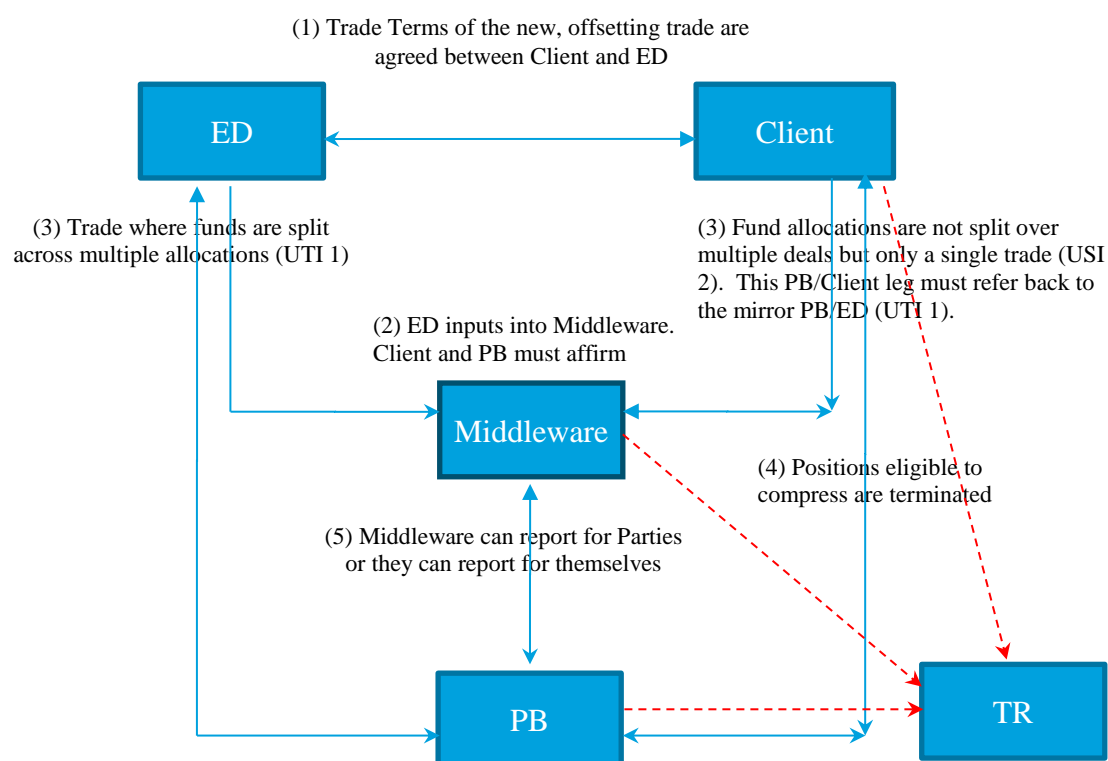 (1) Trade Terms of the new, offsetting trade are
agreed between Client and ED
ED
Client
(3) Trade where funds are split
across multiple allocations (UTI 1)
(3) Fund allocations are not split over
multiple deals but only a single trade (USI
2).  This PB/Client leg must refer back to
the mirror PB/ED (UTI 1).
(2) ED inputs into Middleware.
Client and PB must affirm
Middleware
(4) Positions eligible to
compress are terminated
(5) Middleware can report for Parties
or they can report for themselves
PB
TR